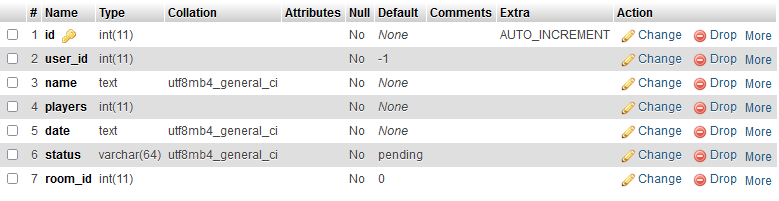 # Name Type Collation Attributes Null Default Comments Extra Action
1 id int(11) No None AUTO_INCREMENT Change Drop More
2 user_id int(11) No -1 Change Drop More
3 name text utf8mb4_general_ci No None Change Drop More
4 players int(11) No None Change Drop More
5 date text utf8mb4_general_ci No None Change Drop More
6 status varchar(64) utf8mb4_general_ci No pending Change Drop More
7 room_id int(11) No 0 Change Drop More